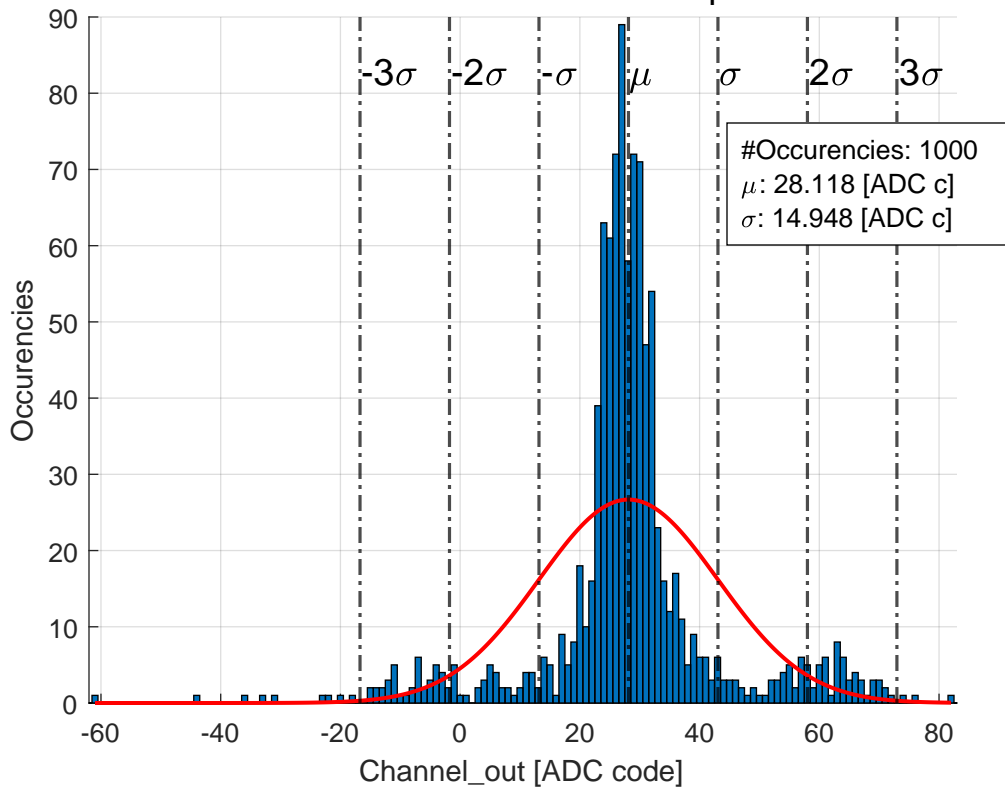 90
80
70
60
50
40
30
20
10
0
-60
-40
-20
0
20
40
60
80
Occurencies
Channel_out [ADC code]
-3σ
-2σ
-σ
μ
σ
2σ
3σ
#Occurencies: 1000
μ: 28.118 [ADC c]
σ: 14.948 [ADC c]